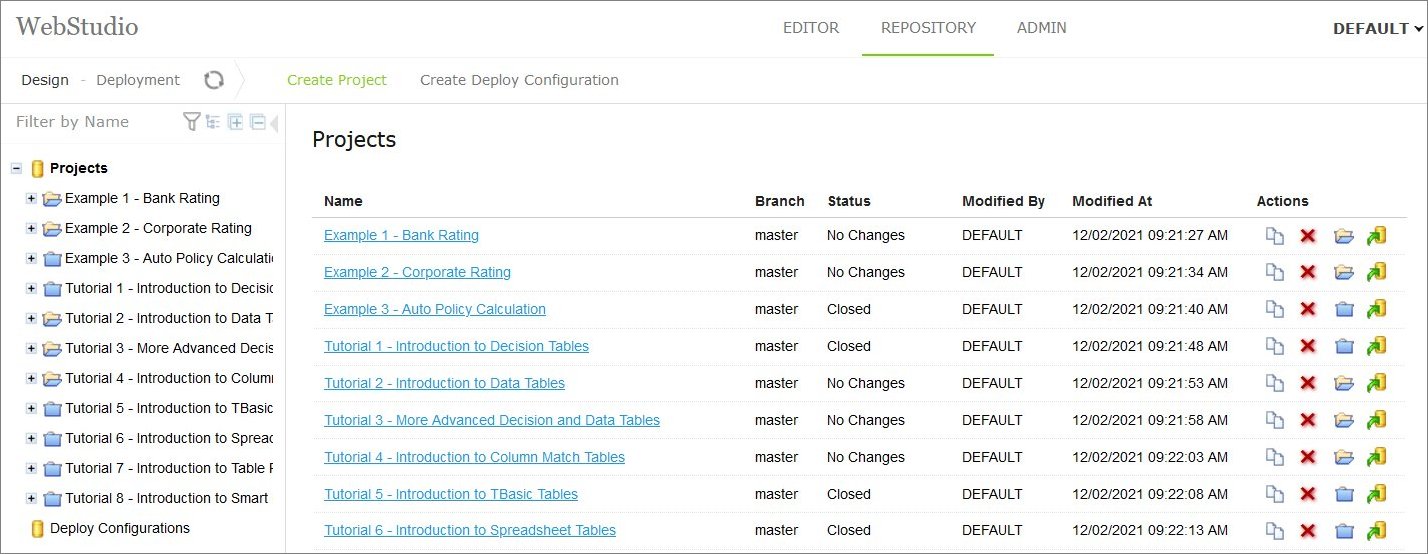 WebStudio
EDITOR REPOSITORY ADMIN DEFAULT
Design - Deployment Create Project Create Deploy Configuration
Filter by Name
Projects
Example 1 - Bank Rating
Example 2 - Corporate Rating
Example 3 - Auto Policy Calculati
Tutorial 1 - Introduction to Decisio
Tutorial 2 - Introduction to Data T
Tutorial 3 - More Advanced Decis
Tutorial 4 - Introduction to Column
Tutorial 5 - Introduction to TBasic
Tutorial 6 - Introduction to Spreac
Tutorial 7 - Introduction to Table F
Tutorial 8 - Introduction to Smart
Deploy Configurations
Projects
Name Branch Status Modified By Modified At Actions
Example 1 - Bank Rating master No Changes DEFAULT 12/02/2021 09:21:27 AM
Example 2 - Corporate Rating master No Changes DEFAULT 12/02/2021 09:21:34 AM
Example 3 - Auto Policy Calculation master Closed DEFAULT 12/02/2021 09:21:40 AM
Tutorial 1 - Introduction to Decision Tables master Closed DEFAULT 12/02/2021 09:21:48 AM
Tutorial 2 - Introduction to Data Tables master No Changes DEFAULT 12/02/2021 09:21:53 AM
Tutorial 3 - More Advanced Decision and Data Tables master No Changes DEFAULT 12/02/2021 09:21:58 AM
Tutorial 4 - Introduction to Column Match Tables master No Changes DEFAULT 12/02/2021 09:22:03 AM
Tutorial 5 - Introduction to TBasic Tables master Closed DEFAULT 12/02/2021 09:22:08 AM
Tutorial 6 - Introduction to Spreadsheet Tables master Closed DEFAULT 12/02/2021 09:22:13 AM